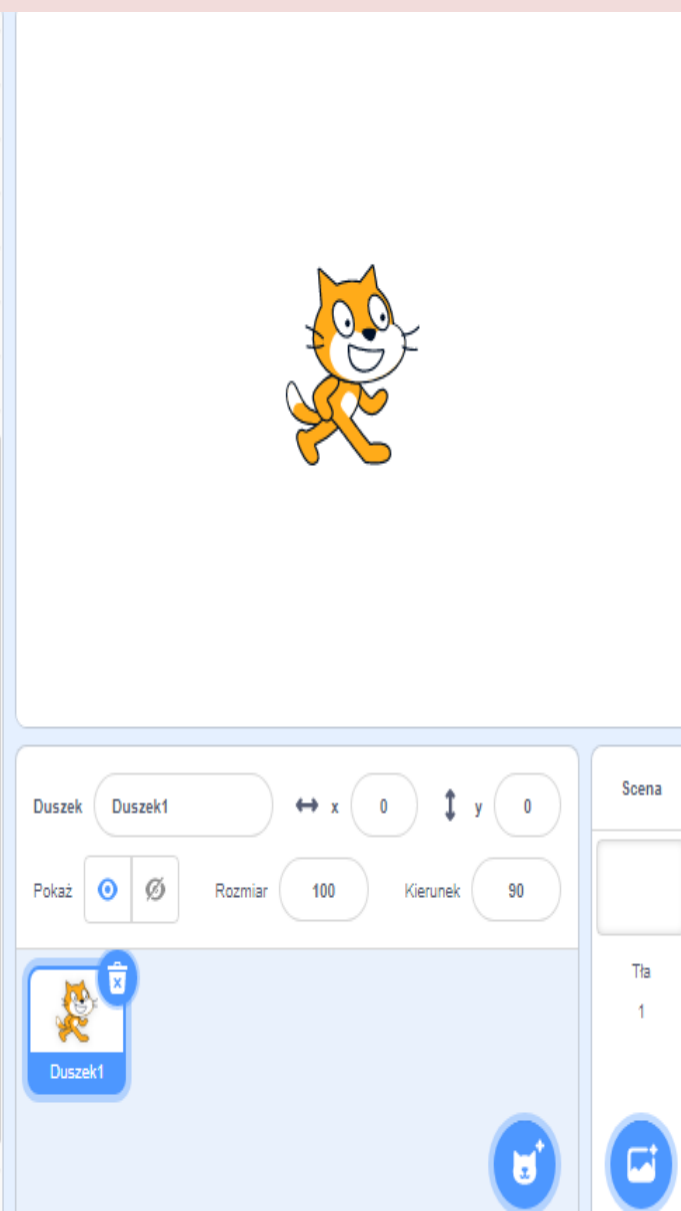 Duszek Duszek1 x 0 y 0
Pokaż Rozmiar 100 Kierunek 90
Duszek1
Scena
Tła
1